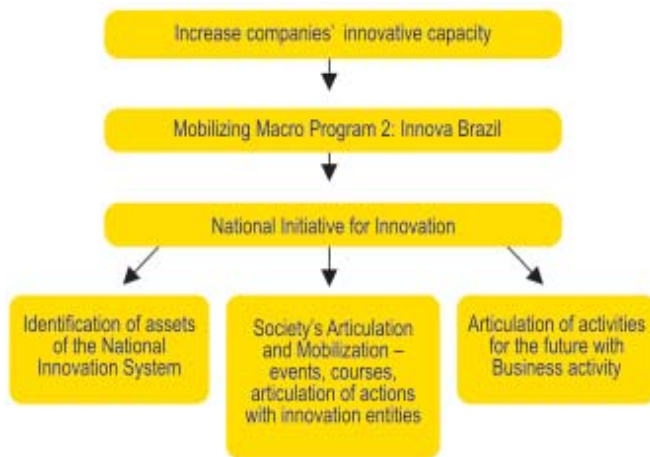 Increase companies` innovative capacity
Mobilizing Macro Program 2: Innova Brazil
National Initiative for Innovation
Identification of assets
of the National
Innovation System
Society's Articulation
and Mobilization –
events, courses,
articulation of actions
with innovation entities
Articulation of activities
for the future with
Business activity